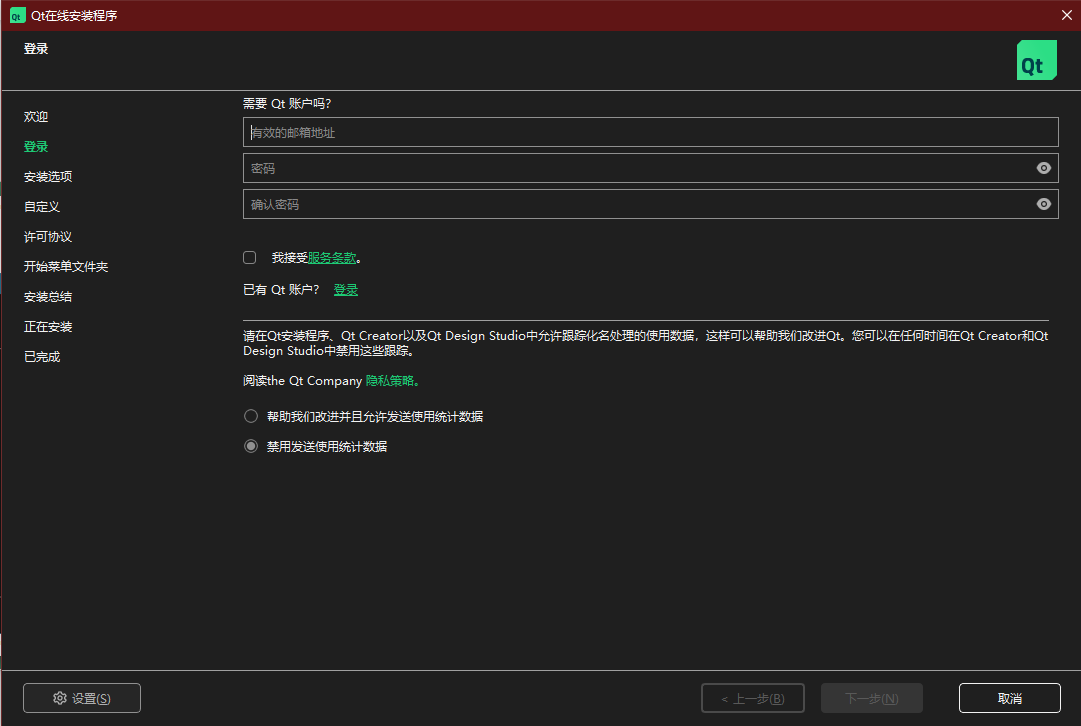 Qt Qt在线安装程序
登录
Qt
欢迎
登录
安装选项
自定义
许可协议
开始菜单文件夹
安装总结
正在安装
已完成
需要 Qt 账户吗?
有效的邮箱地址
密码
确认密码
我接受服务条款。
已有 Qt 账户? 登录
请在Qt安装程序、Qt Creator以及Qt Design Studio中允许跟踪化名处理的使用数据，这样可以帮助我们改进Qt。您可以在任何时间在Qt Creator和Qt
Design Studio中禁用这些跟踪。
阅读the Qt Company 隐私策略。
帮助我们改进并且允许发送使用统计数据
禁用发送使用统计数据
设置(S)
< 上一步(B)
下一步(N)
取消